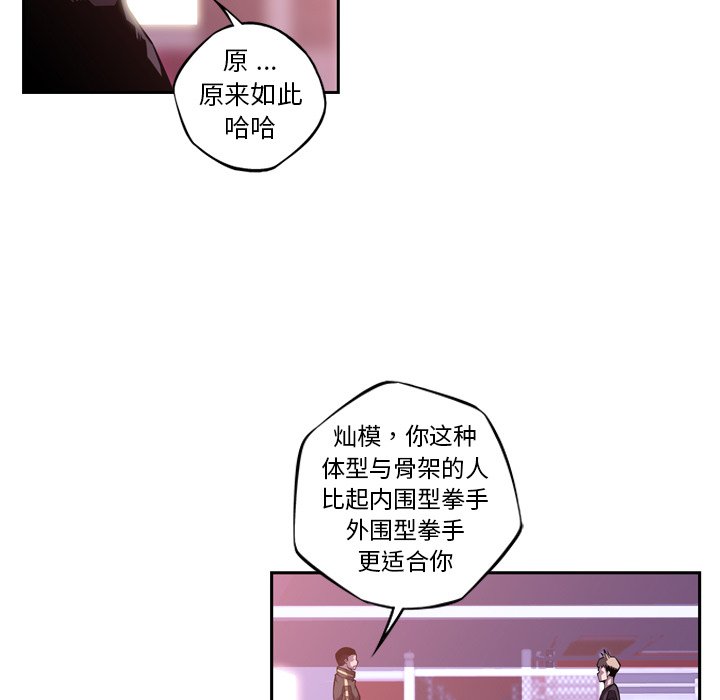 原...
原来如此
哈哈
灿模，你这种
体型与骨架的人
比起内围型拳手
外围型拳手
更适合你